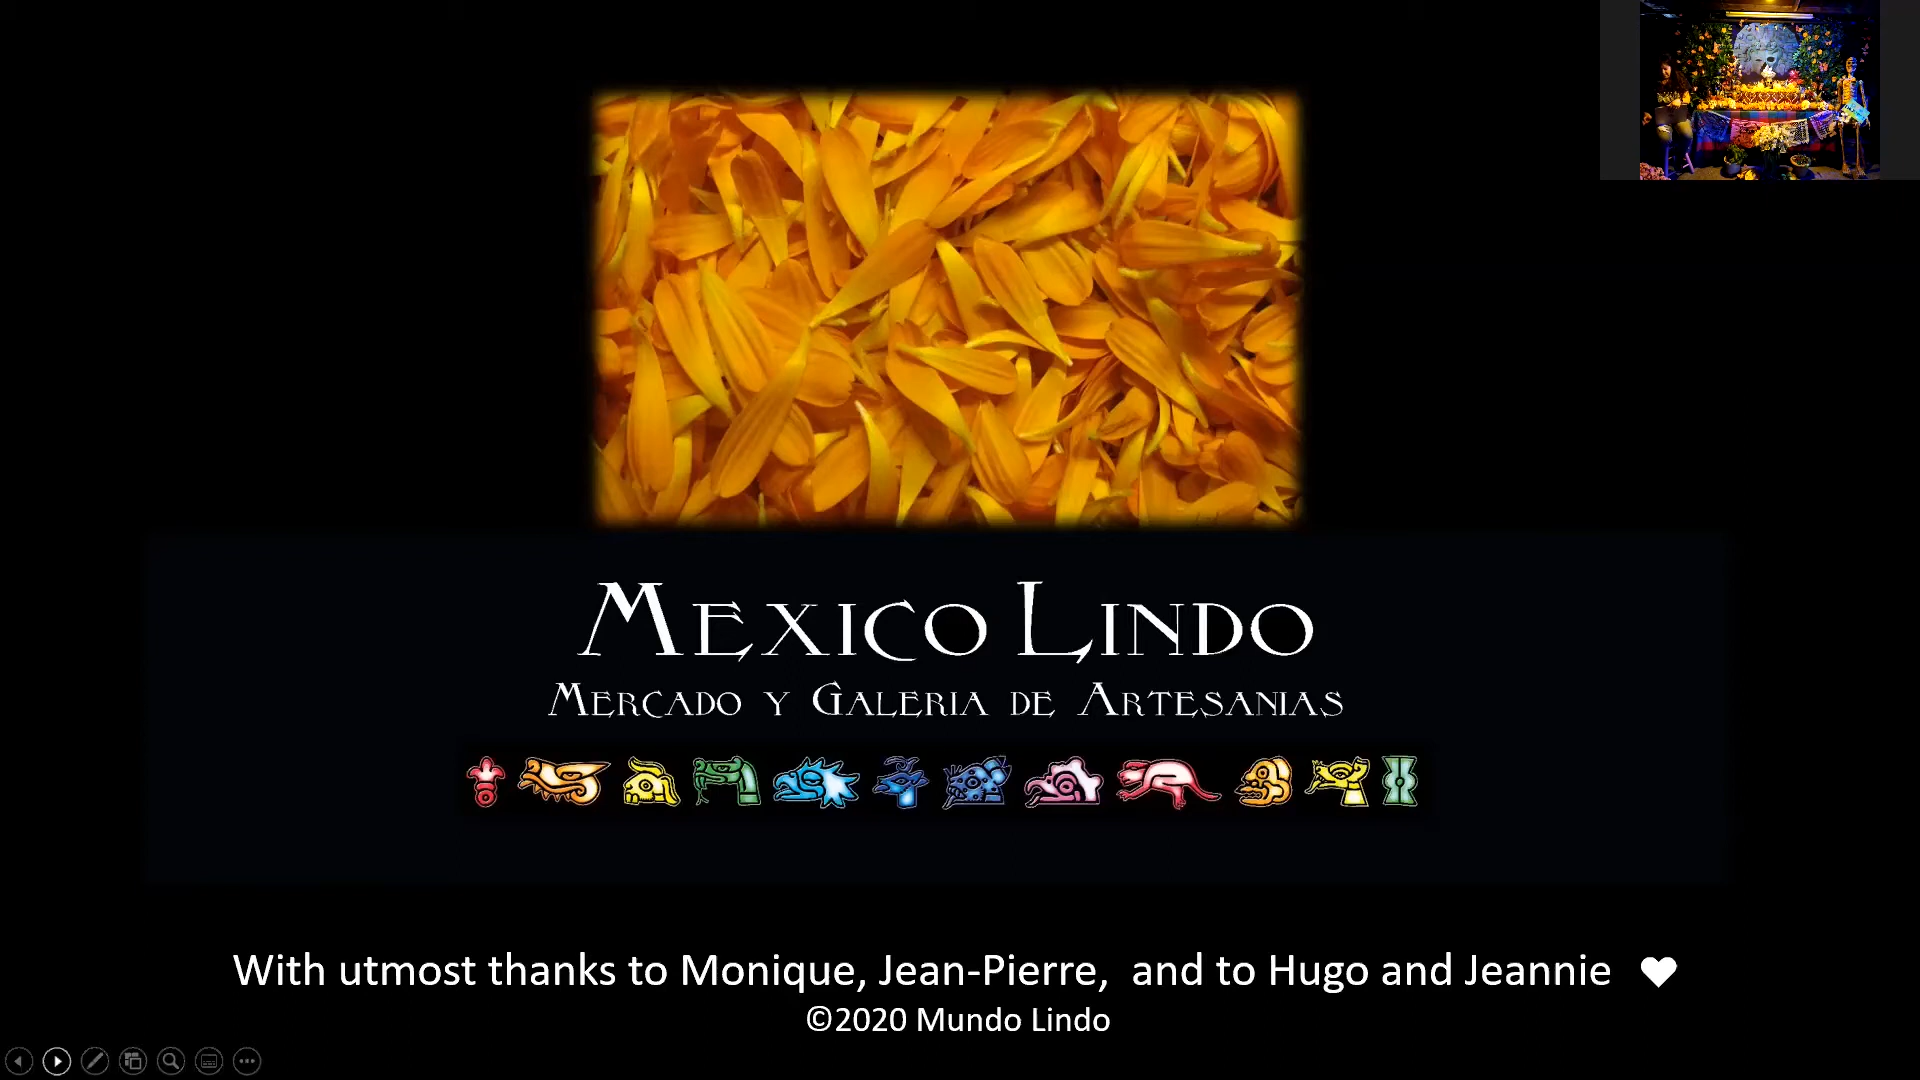 Mexico Lindo
Mercado y Galeria de Artesanias
With utmost thanks to Monique, Jean-Pierre, and to Hugo and Jeannie
©2020 Mundo Lindo